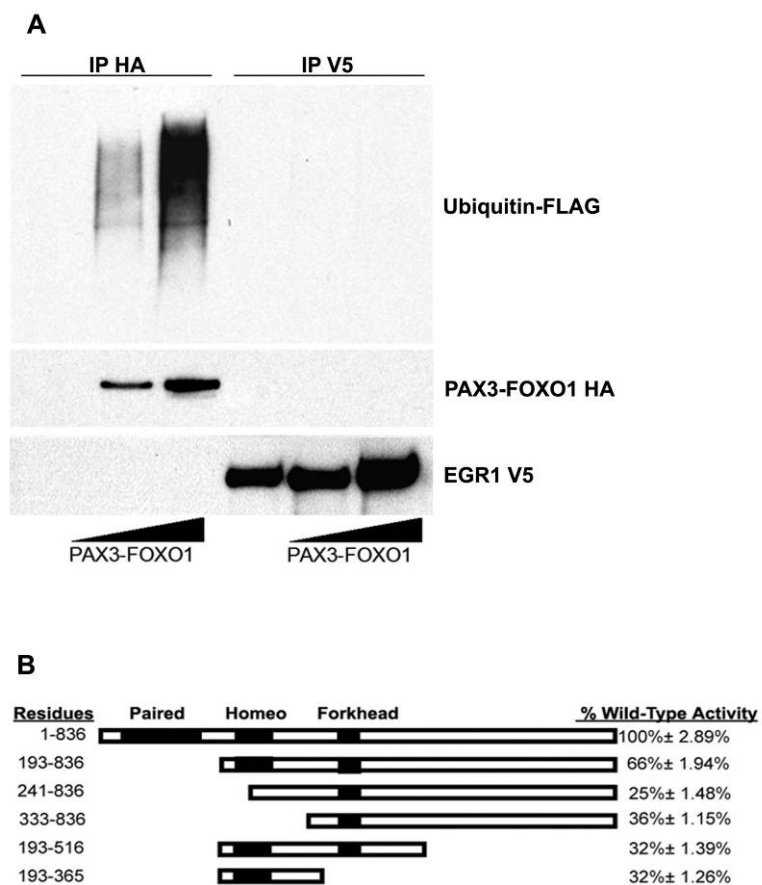 A
IP HA IP V5
Ubiquitin-FLAG
PAX3-FOXO1 HA
EGR1 V5
PAX3-FOXO1 PAX3-FOXO1
B
Residues Paired Homeo Forkhead % Wild-Type Activity
1-836 100%± 2.89%
193-836 66%± 1.94%
241-836 25%± 1.48%
333-836 36%± 1.15%
193-516 32%± 1.39%
193-365 32%± 1.26%